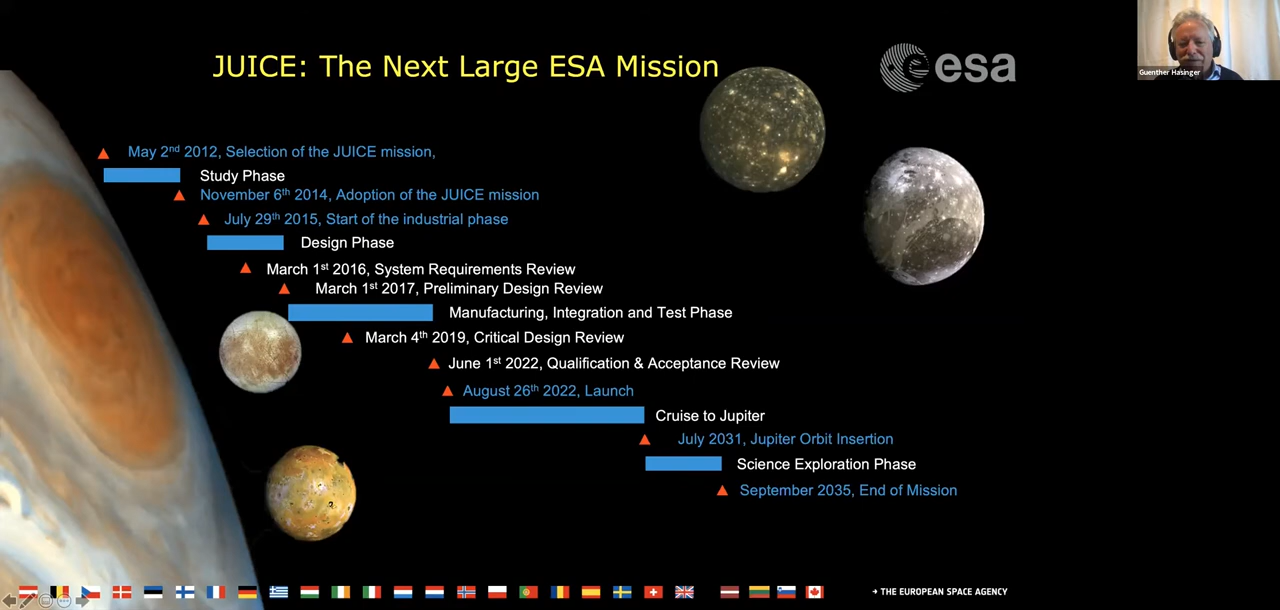 JUICE: The Next Large ESA Mission
esa
Guenther Hasinger
May 2nd 2012, Selection of the JUICE mission,
Study Phase
November 6th 2014, Adoption of the JUICE mission
July 29th 2015, Start of the industrial phase
Design Phase
March 1st 2016, System Requirements Review
March 1st 2017, Preliminary Design Review
Manufacturing, Integration and Test Phase
March 4th 2019, Critical Design Review
June 1st 2022, Qualification & Acceptance Review
August 26th 2022, Launch
Cruise to Jupiter
July 2031, Jupiter Orbit Insertion
Science Exploration Phase
September 2035, End of Mission
→ THE EUROPEAN SPACE AGENCY